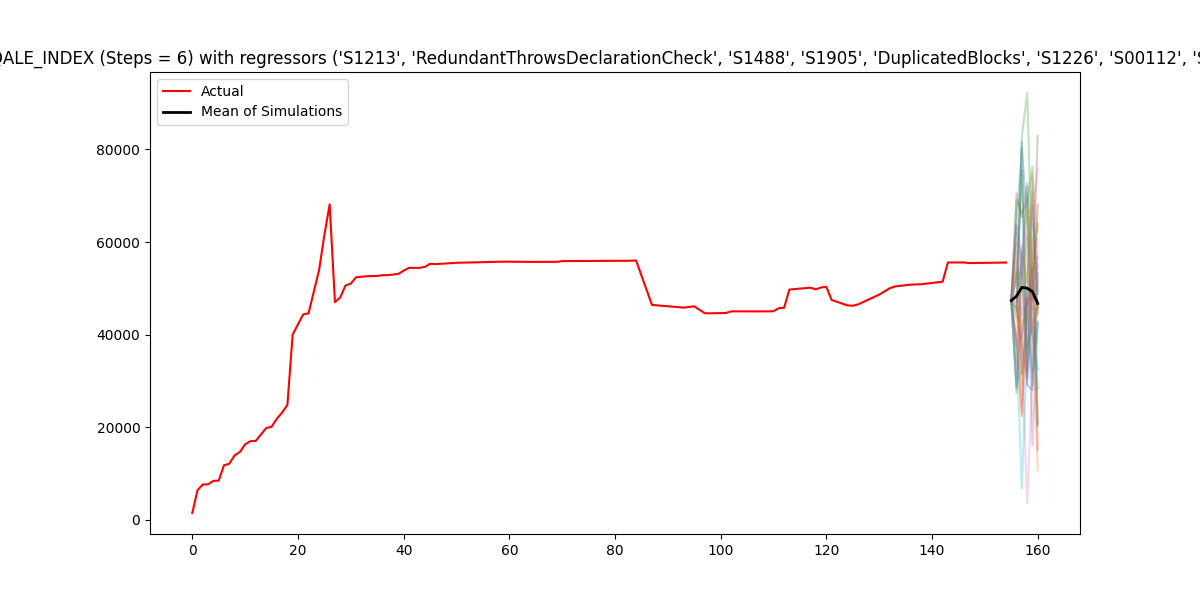 QALE_INDEX (Steps = 6) with regressors ('S1213', 'RedundantThrowsDeclarationCheck', 'S1488', 'S1905', 'DuplicatedBlocks', 'S1226', 'S00112', 'S
Actual
Mean of Simulations
80000
60000
40000
20000
0
0 20 40 60 80 100 120 140 160